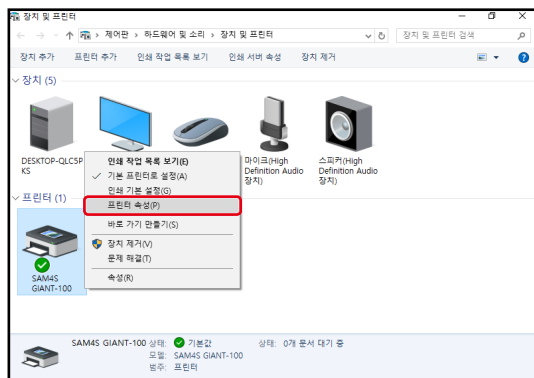 장치 및 프린터
제어판 › 하드웨어 및 소리 › 장치 및 프린터
장치 및 프린터 검색
장치 추가 프린터 추가 인쇄 작업 목록 보기 인쇄 서버 속성 장치 제거
장치 (5)
DESKTOP-QLC5P
KS
마이크(High
Definition Audio
장치)
스피커(High
Definition Audio
장치)
인쇄 작업 목록 보기(E)
기본 프린터로 설정(A)
인쇄 기본 설정(G)
프린터 속성(P)
바로 가기 만들기(S)
장치 제거(V)
문제 해결(T)
속성(R)
프린터 (1)
SAM4S
GIANT-100
SAM4S GIANT-100 상태: 기본값 상태: 0개 문서 대기 중
모델: SAM4S GIANT-100
범주: 프린터